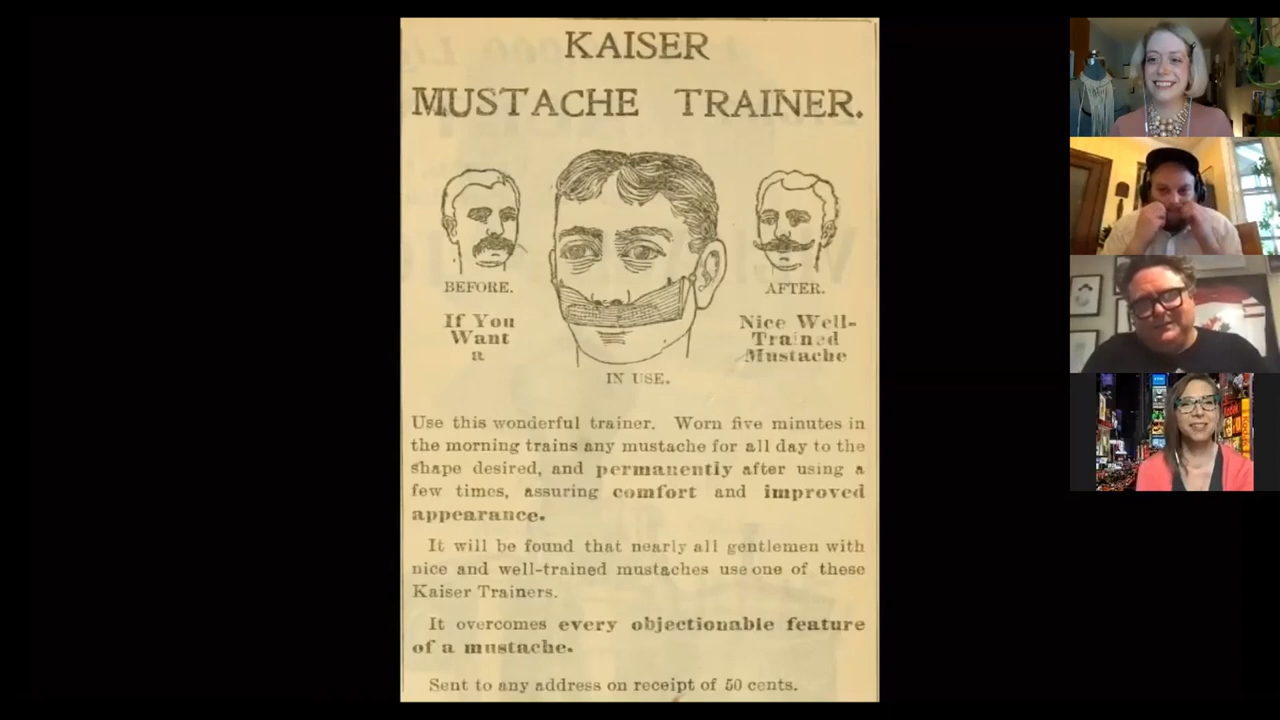 KAISER
MUSTACHE TRAINER.
BEFORE.
AFTER.
If You
Want
a
Nice Well-
Trained
Mustache
IN USE.
Use this wonderful trainer. Worn five minutes in
the morning trains any mustache for all day to the
shape desired, and permanently after using a
few times, assuring comfort and improved
appearance.
It will be found that nearly all gentlemen with
nice and well-trained mustaches use one of these
Kaiser Trainers.
It overcomes every objectionable feature
of a mustache.
Sent to any address on receipt of 50 cents.